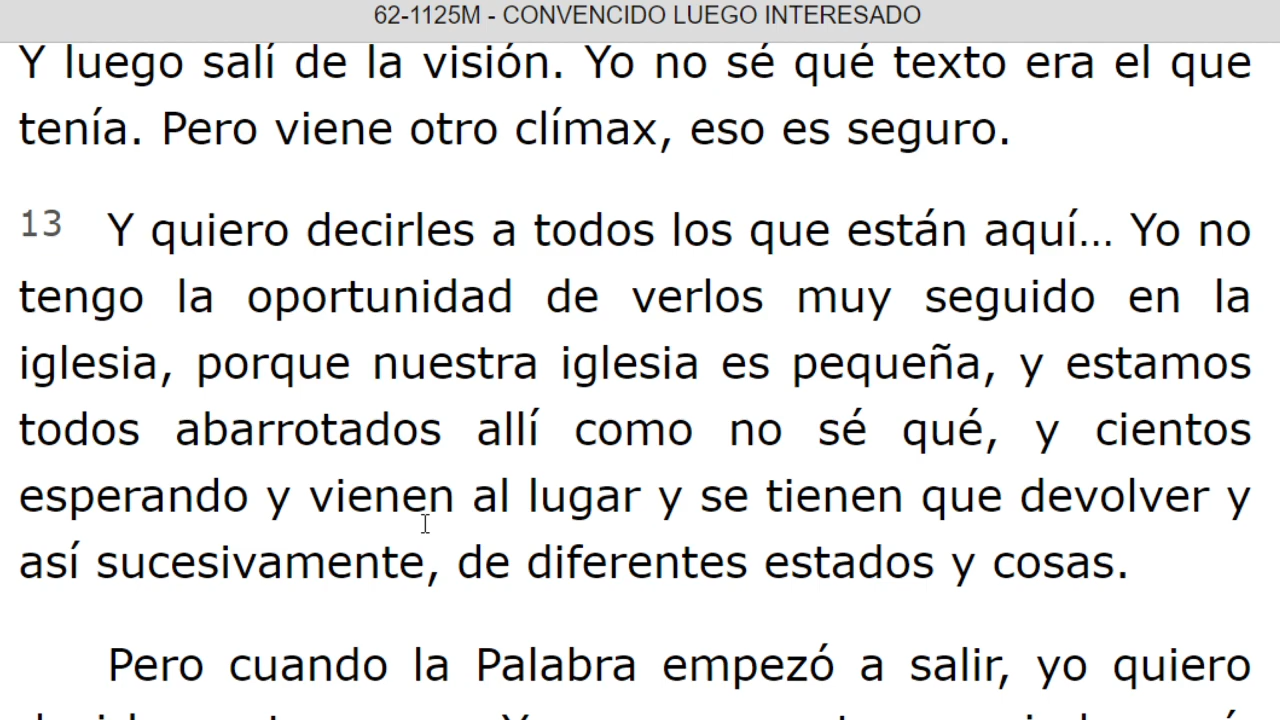 62-1125M - CONVENCIDO LUEGO INTERESADO
Y luego salí de la visión. Yo no sé qué texto era el que
tenía. Pero viene otro clímax, eso es seguro.
13 Y quiero decirles a todos los que están aquí... Yo no
tengo la oportunidad de verlos muy seguido en la
iglesia, porque nuestra iglesia es pequeña, y estamos
todos abarrotados allí como no sé qué, y cientos
esperando y vienen al lugar y se tienen que devolver y
así sucesivamente, de diferentes estados y cosas.
Pero cuando la Palabra empezó a salir, yo quiero